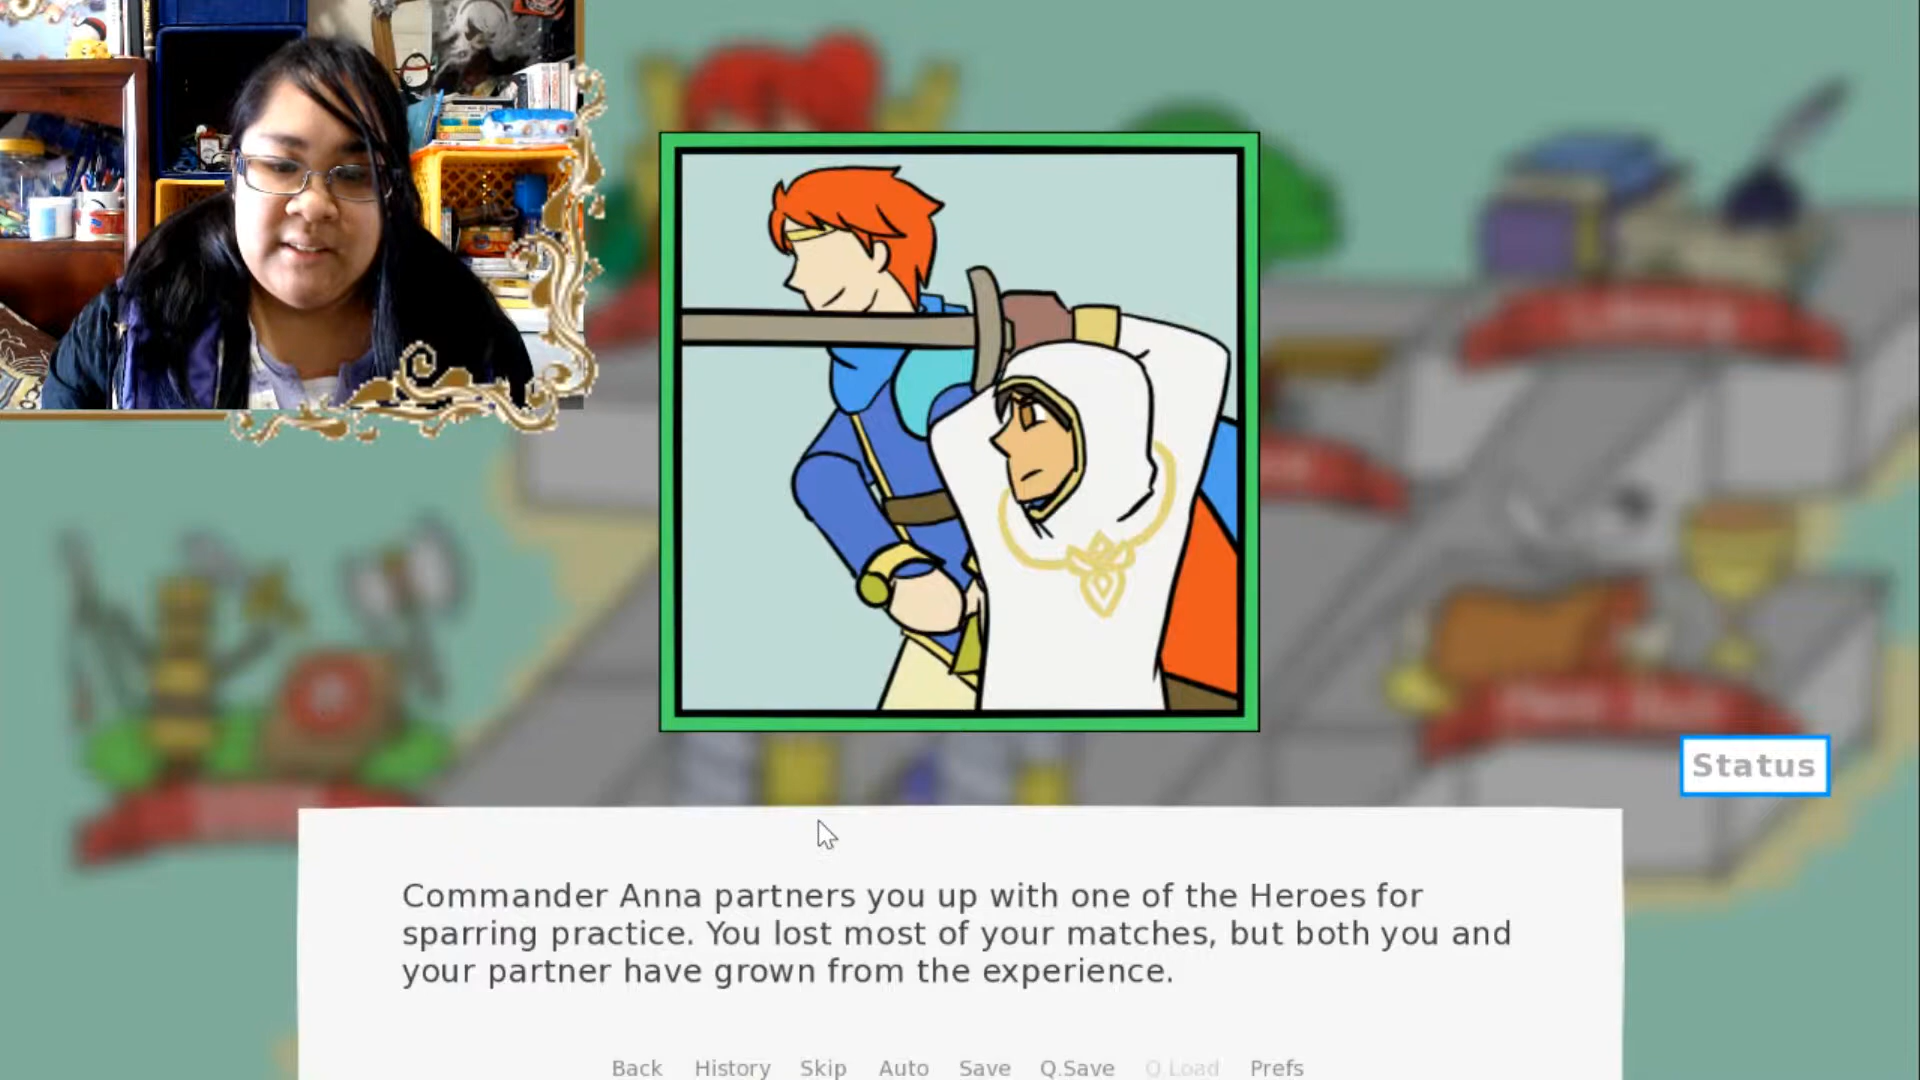 Status
Commander Anna partners you up with one of the Heroes for
sparring practice. You lost most of your matches, but both you and
your partner have grown from the experience.
Back History Skip Auto Save Q.Save Q.Load Prefs